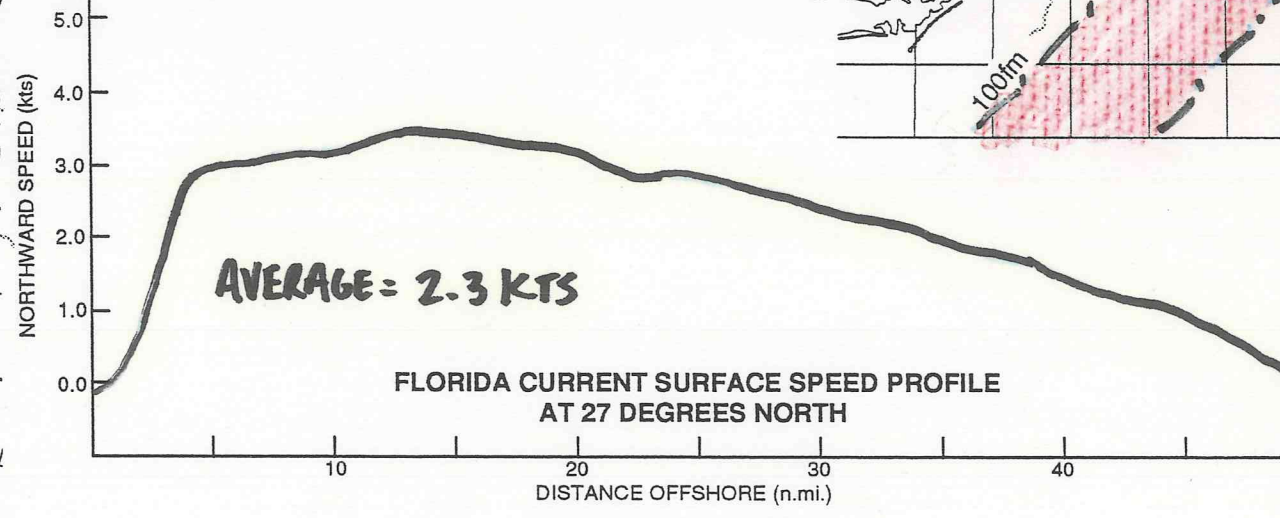 5.0
4.0
3.0
2.0
1.0
0.0
NORTHWARD SPEED (kts)
100fm
AVERAGE = 2.3 KTS
FLORIDA CURRENT SURFACE SPEED PROFILE
AT 27 DEGREES NORTH
10
20
30
40
DISTANCE OFFSHORE (n.mi.)